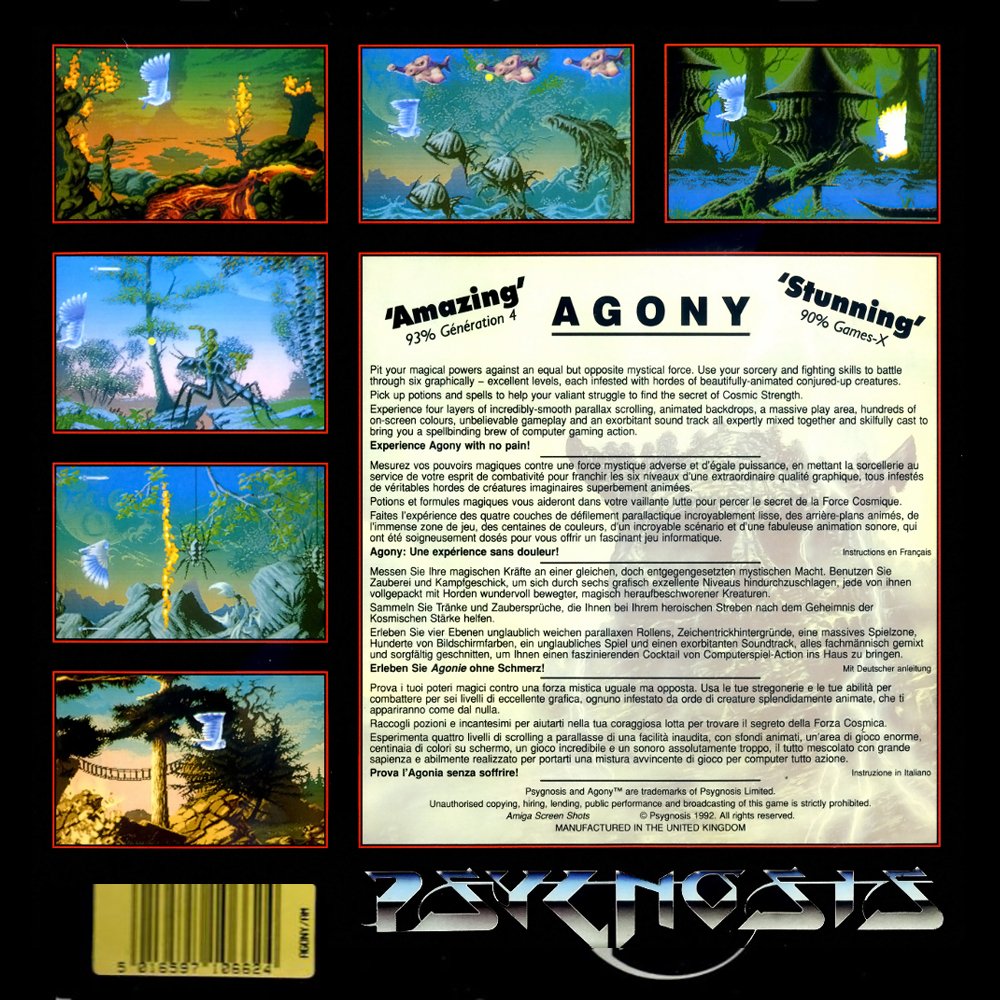 'Amazing'
93% Génération 4
AGONY
'Stunning'
90% Games-X
Pit your magical powers against an equal but opposite mystical force. Use your sorcery and fighting skills to battle
through six graphically – excellent levels, each infested with hordes of beautifully-animated conjured-up creatures.
Pick up potions and spells to help your valiant struggle to find the secret of Cosmic Strength.
Experience four layers of incredibly-smooth parallax scrolling, animated backdrops, a massive play area, hundreds of
on-screen colours, unbelievable gameplay and an exorbitant sound track all expertly mixed together and skilfully cast to
bring you a spellbinding brew of computer gaming action.
Experience Agony with no pain!
Mesurez vos pouvoirs magiques contre une force mystique adverse et d'égale puissance, en mettant la sorcellerie au
service de votre esprit de combativité pour franchir les six niveaux d'une extraordinaire qualité graphique, tous infestés
de véritables hordes de créatures imaginaires superbement animées.
Potions et formules magiques vous aideront dans votre vaillante lutte pour percer le secret de la Force Cosmique.
Faites l'expérience des quatre couches de défilement parallactique incroyablement lisse, des arrière-plans animés, de
l'immense zone de jeu, des centaines de couleurs, d'un incroyable scénario et d'une fabuleuse animation sonore, qui
ont été soigneusement dosés pour vous offrir un fascinant jeu informatique.
Agony: Une expérience sans douleur!
Instructions en Français
Messen Sie Ihre magischen Kräfte an einer gleichen, doch entgegengesetzten mystischen Macht. Benutzen Sie
Zauberei und Kampfgeschick, um sich durch sechs grafisch exzellente Niveaus hindurchzuschlagen, jede von ihnen
vollgepackt mit Horden wundervoll bewegter, magisch heraufbeschworener Kreaturen.
Sammeln Sie Tränke und Zaubersprüche, die Ihnen bei Ihrem heroischen Streben nach dem Geheimnis der
Kosmischen Stärke helfen.
Erleben Sie vier Ebenen unglaublich weichen parallaxen Rollens, Zeichentrickhintergründe, eine massives Spielzone,
Hunderte von Bildschirmfarben, ein unglaubliches Spiel und einen exorbitanten Soundtrack, alles fachmännisch gemixt
und sorgfältig geschnitten, um Ihnen einen faszinierenden Cocktail von Computerspiel-Action ins Haus zu bringen.
Erleben Sie Agonie ohne Schmerz!
Mit Deutscher anleitung
Prova i tuoi poteri magici contro una forza mistica uguale ma opposta. Usa le tue stregonerie e le tue abilità per
combattere per sei livelli di eccellente grafica, ognuno infestato da orde di creature splendidamente animate, che ti
appariranno come dal nulla.
Raccogli pozioni e incantesimi per aiutarti nella tua coraggiosa lotta per trovare il segreto della Forza Cosmica.
Esperimenta quattro livelli di scrolling a parallasse di una facilità inaudita, con sfondi animati, un'area di gioco enorme,
centinaia di colori su schermo, un gioco incredibile e un sonoro assolutamente troppo, il tutto mescolato con grande
sapienza e abilmente realizzato per portarti una mistura avvincente di gioco per computer tutto azione.
Prova l'Agonia senza soffrire!
Instruzione in Italiano
Psygnosis and Agony™ are trademarks of Psygnosis Limited.
Unauthorised copying, hiring, lending, public performance and broadcasting of this game is strictly prohibited.
Amiga Screen Shots © Psygnosis 1992. All rights reserved.
MANUFACTURED IN THE UNITED KINGDOM
PSYGNOSIS
AGONY/AM
5 016597 106624